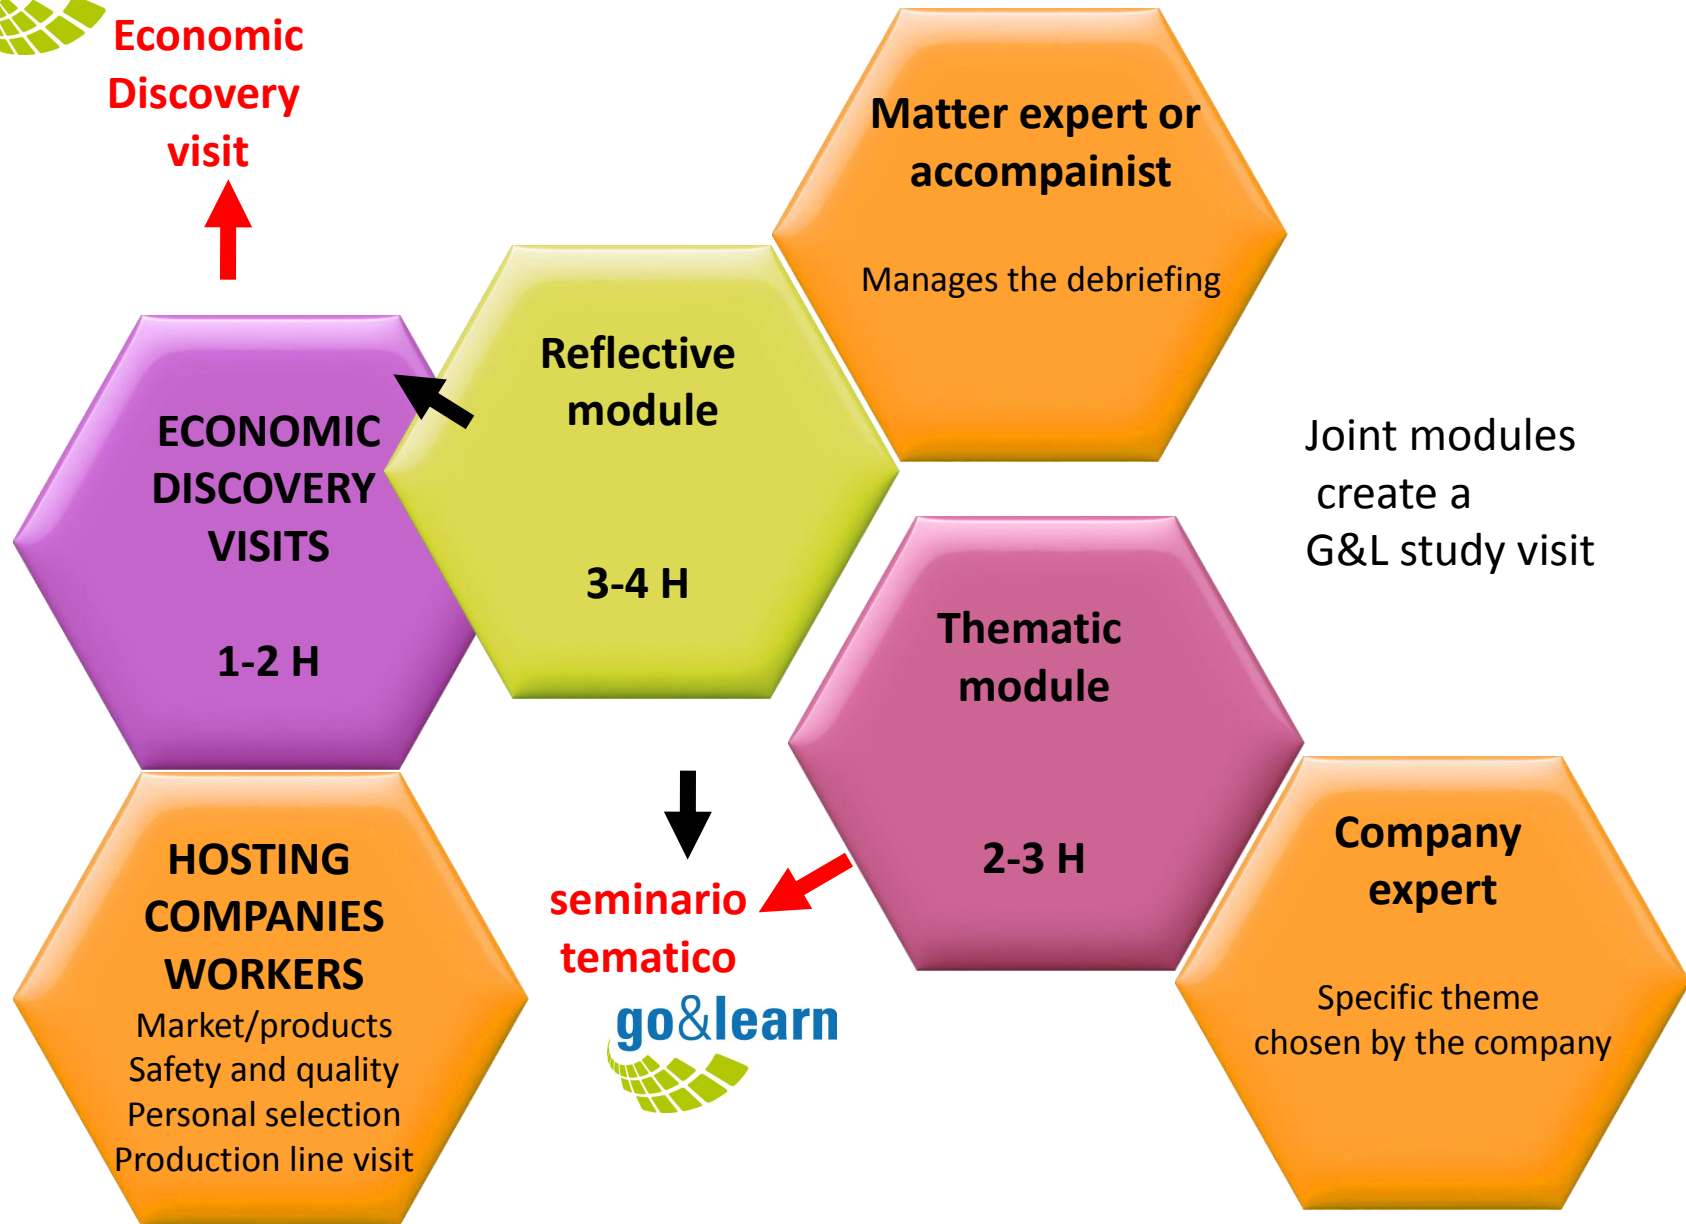 Economic
Discovery
visit
Matter expert or
accompainist
Manages the debriefing
Reflective
module
3-4 H
ECONOMIC
DISCOVERY
VISITS
1-2 H
Joint modules
create a
G&L study visit
Thematic
module
2-3 H
HOSTING
COMPANIES
WORKERS
Market/products
Safety and quality
Personal selection
Production line visit
seminario
tematico
go&learn
Company
expert
Specific theme
chosen by the company